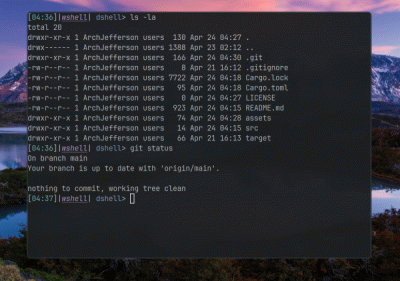 [04:36]|wshell| dshell> ls -la
total 20
drwxr-xr-x 1 ArchJefferson users  130 Apr 24 04:27 .
drwx------ 1 ArchJefferson users 1388 Apr 23 02:12 ..
drwxr-xr-x 1 ArchJefferson users  166 Apr 24 04:30 .git
-rw-r--r-- 1 ArchJefferson users    8 Apr 21 16:12 .gitignore
-rw-r--r-- 1 ArchJefferson users 7722 Apr 24 04:18 Cargo.lock
-rw-r--r-- 1 ArchJefferson users   95 Apr 24 04:18 Cargo.toml
-rw-r--r-- 1 ArchJefferson users    0 Apr 24 04:27 LICENSE
-rw-r--r-- 1 ArchJefferson users  923 Apr 24 04:15 README.md
drwxr-xr-x 1 ArchJefferson users   74 Apr 24 04:28 assets
drwxr-xr-x 1 ArchJefferson users   14 Apr 24 04:15 src
drwxr-xr-x 1 ArchJefferson users   66 Apr 21 16:13 target
[04:36]|wshell| dshell> git status
On branch main
Your branch is up to date with 'origin/main'.
nothing to commit, working tree clean
[04:37]|wshell| dshell>